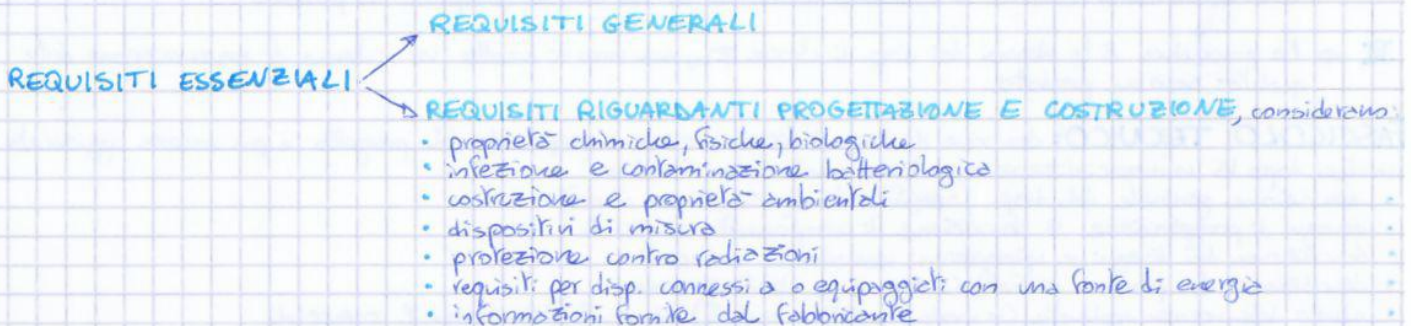 REQUISITI GENERALI
REQUISITI ESSENZIALI
REQUISITI RIGUARDANTI PROGETTAZIONE E COSTRUZIONE, considerano:
• proprietà chimiche, fisiche, biologiche
• infezione e contaminazione batteriologica
• costruzione e proprietà ambientali
• dispositivi di misura
• protezione contro radiazioni
• requisiti per disp. connessi a o equipaggiati con una fonte di energia
• informazioni fornite dal fabbricante